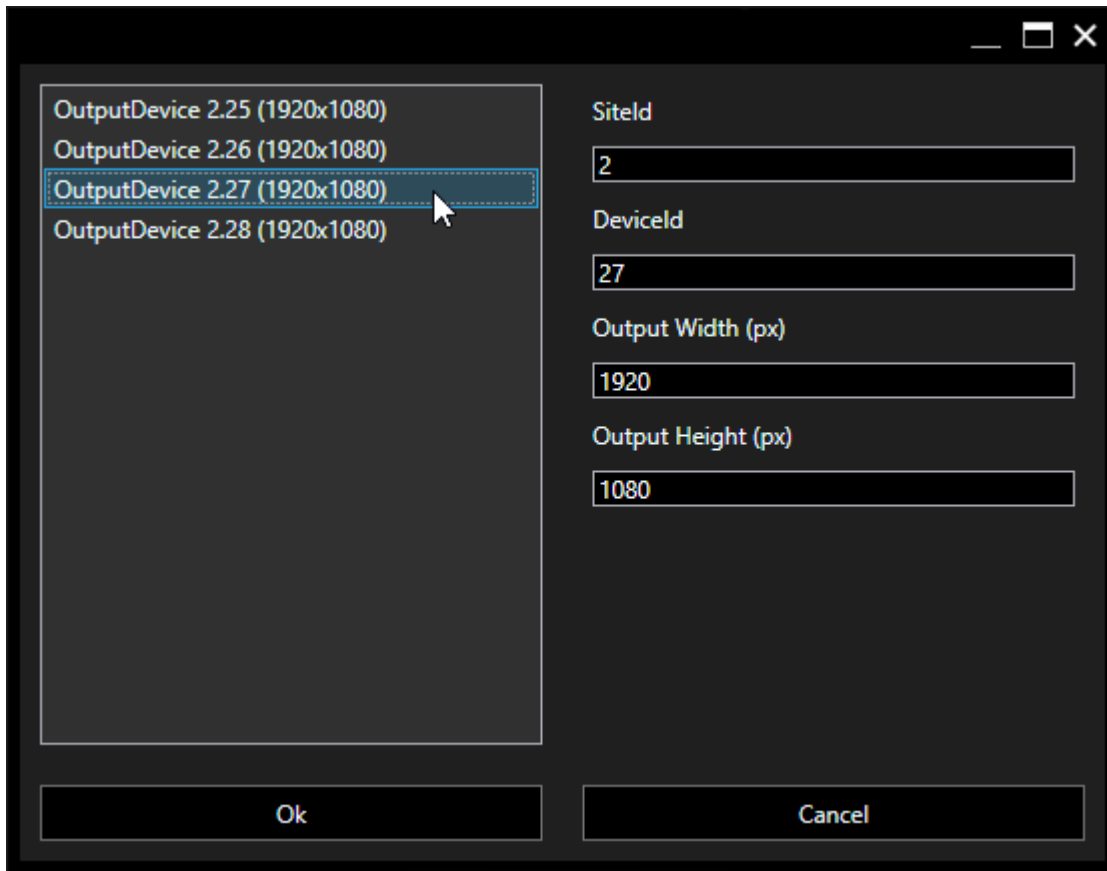 OutputDevice 2.25 (1920x1080)
OutputDevice 2.26 (1920x1080)
OutputDevice 2.27 (1920x1080)
OutputDevice 2.28 (1920x1080)
SiteId
2
DeviceId
27
Output Width (px)
1920
Output Height (px)
1080
Ok
Cancel